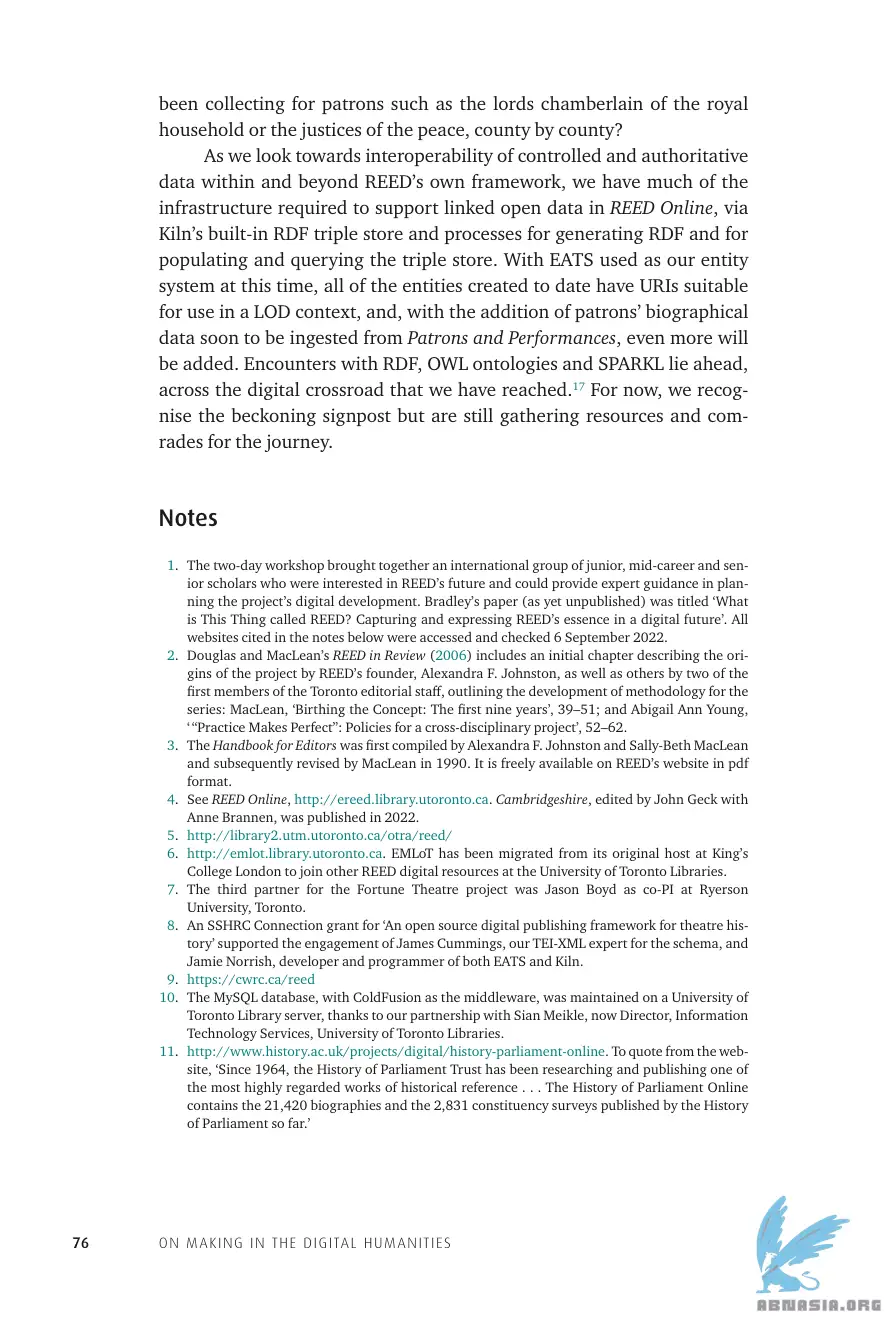 been collecting for patrons such as the lords chamberlain of the royal
household or the justices of the peace, county by county?
As we look towards interoperability of controlled and authoritative
data within and beyond REED’s own framework, we have much of the
infrastructure required to support linked open data in REED Online, via
Kiln’s built-in RDF triple store and processes for generating RDF and for
populating and querying the triple store. With EATS used as our entity
system at this time, all of the entities created to date have URIs suitable
for use in a LOD context, and, with the addition of patrons’ biographical
data soon to be ingested from Patrons and Performances, even more will
be added. Encounters with RDF, OWL ontologies and SPARKL lie ahead,
across the digital crossroad that we have reached.17 For now, we recog-
nise the beckoning signpost but are still gathering resources and com-
rades for the journey.
Notes
1. The two-day workshop brought together an international group of junior, mid-career and sen-
ior scholars who were interested in REED’s future and could provide expert guidance in plan-
ning the project’s digital development. Bradley’s paper (as yet unpublished) was titled ‘What
is This Thing called REED? Capturing and expressing REED’s essence in a digital future’. All
websites cited in the notes below were accessed and checked 6 September 2022.
2. Douglas and MacLean’s REED in Review (2006) includes an initial chapter describing the ori-
gins of the project by REED’s founder, Alexandra F. Johnston, as well as others by two of the
first members of the Toronto editorial staff, outlining the development of methodology for the
series: MacLean, ‘Birthing the Concept: The first nine years’, 39–51; and Abigail Ann Young,
‘“Practice Makes Perfect”: Policies for a cross-disciplinary project’, 52–62.
3. The Handbook for Editors was first compiled by Alexandra F. Johnston and Sally-Beth MacLean
and subsequently revised by MacLean in 1990. It is freely available on REED’s website in pdf
format.
4. See REED Online, http://ereed.library.utoronto.ca. Cambridgeshire, edited by John Geck with
Anne Brannen, was published in 2022.
5. http://library2.utm.utoronto.ca/otra/reed/
6. http://emlot.library.utoronto.ca. EMLoT has been migrated from its original host at King’s
College London to join other REED digital resources at the University of Toronto Libraries.
7. The third partner for the Fortune Theatre project was Jason Boyd as co-PI at Ryerson
University, Toronto.
8. An SSHRC Connection grant for ‘An open source digital publishing framework for theatre his-
tory’ supported the engagement of James Cummings, our TEI-XML expert for the schema, and
Jamie Norrish, developer and programmer of both EATS and Kiln.
9. https://cwrc.ca/reed
10. The MySQL database, with ColdFusion as the middleware, was maintained on a University of
Toronto Library server, thanks to our partnership with Sian Meikle, now Director, Information
Technology Services, University of Toronto Libraries.
11. http://www.history.ac.uk/projects/digital/history-parliament-online. To quote from the web-
site, ‘Since 1964, the History of Parliament Trust has been researching and publishing one of
the most highly regarded works of historical reference . . . The History of Parliament Online
contains the 21,420 biographies and the 2,831 constituency surveys published by the History
of Parliament so far.’
76 ON MAKING IN THE DIGITAL HUMANITIES
ABNASIA.ORG